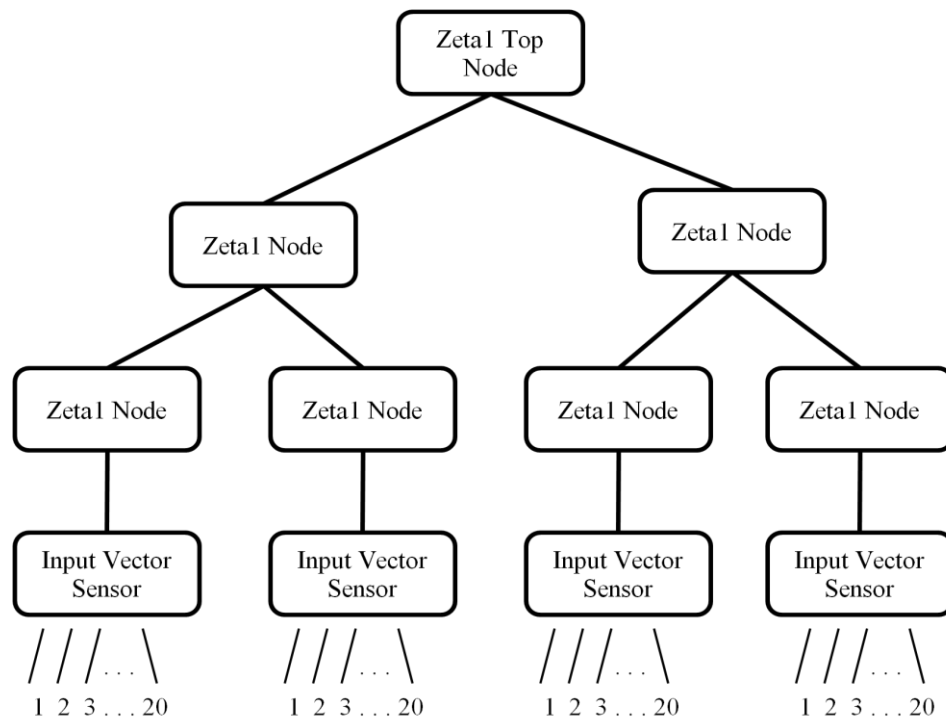 Zeta1 Top
Node
Zeta1 Node
Zeta1 Node
Zeta1 Node
Zeta1 Node
Zeta1 Node
Zeta1 Node
Input Vector
Sensor
Input Vector
Sensor
Input Vector
Sensor
Input Vector
Sensor
. . .
. . .
. . .
. . .
1 2 3 . . . 20
1 2 3 . . . 20
1 2 3 . . . 20
1 2 3 . . . 20